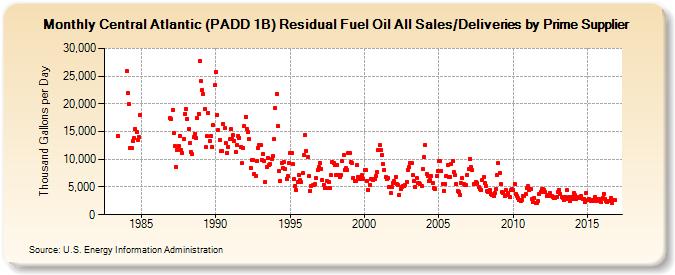 Monthly Central Atlantic (PADD 1B) Residual Fuel Oil All Sales/Deliveries by Prime Supplier
Thousand Gallons per Day
30,000
25,000
20,000
15,000
10,000
5,000
0
1985 1990 1995 2000 2005 2010 2015
Source: U.S. Energy Information Administration